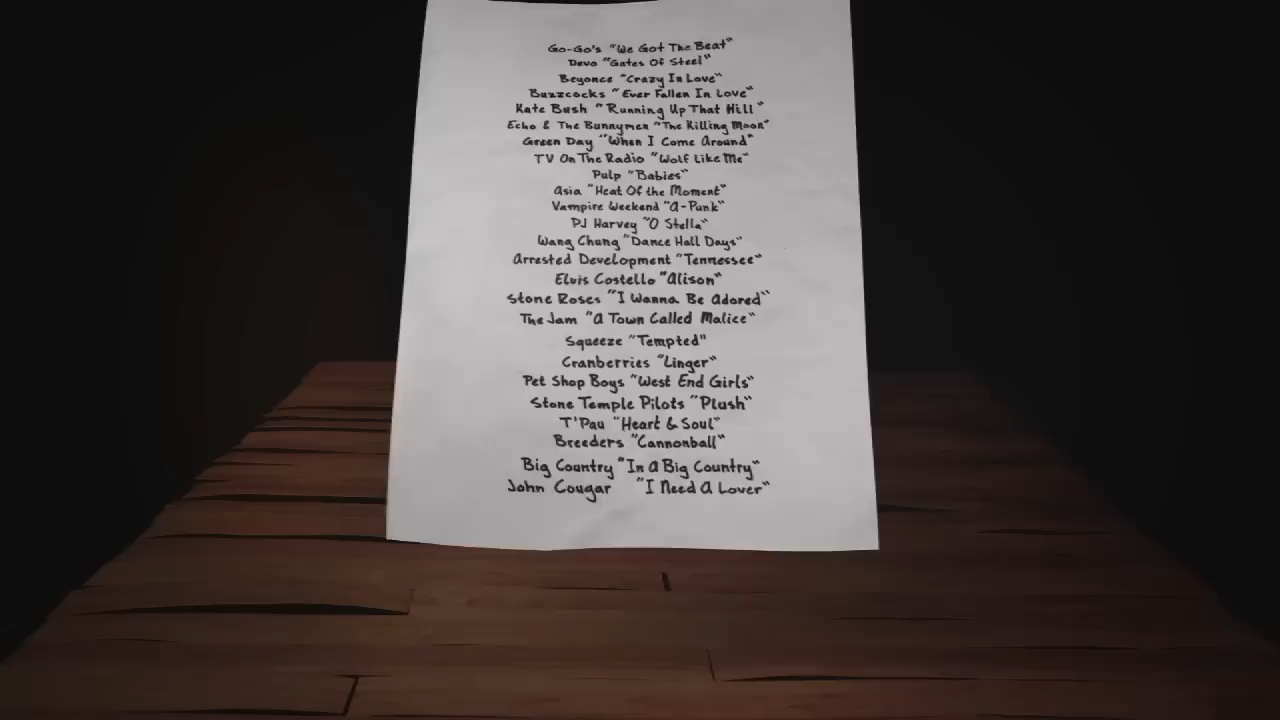 Go-Go's "We Got The Beat"
Devo "Gates Of Steel"
Beyonce "Crazy In Love"
Buzzcocks "Ever Fallen In Love"
Kate Bush "Running Up That Hill"
Echo & The Bunnymen "The Killing Moon"
Green Day "When I Come Around"
TV On The Radio "Wolf Like Me"
Pulp "Babies"
Asia "Heat Of the Moment"
Vampire Weekend "A-Punk"
PJ Harvey "O Stella"
Wang Chung "Dance Hall Days"
Arrested Development "Tennessee"
Elvis Costello "Alison"
Stone Roses "I Wanna Be Adored"
The Jam "A Town Called Malice"
Squeeze "Tempted"
Cranberries "Linger"
Pet Shop Boys "West End Girls"
Stone Temple Pilots "Plush"
T'Pau "Heart & Soul"
Breeders "Cannonball"
Big Country "In A Big Country"
John Cougar "I Need A Lover"